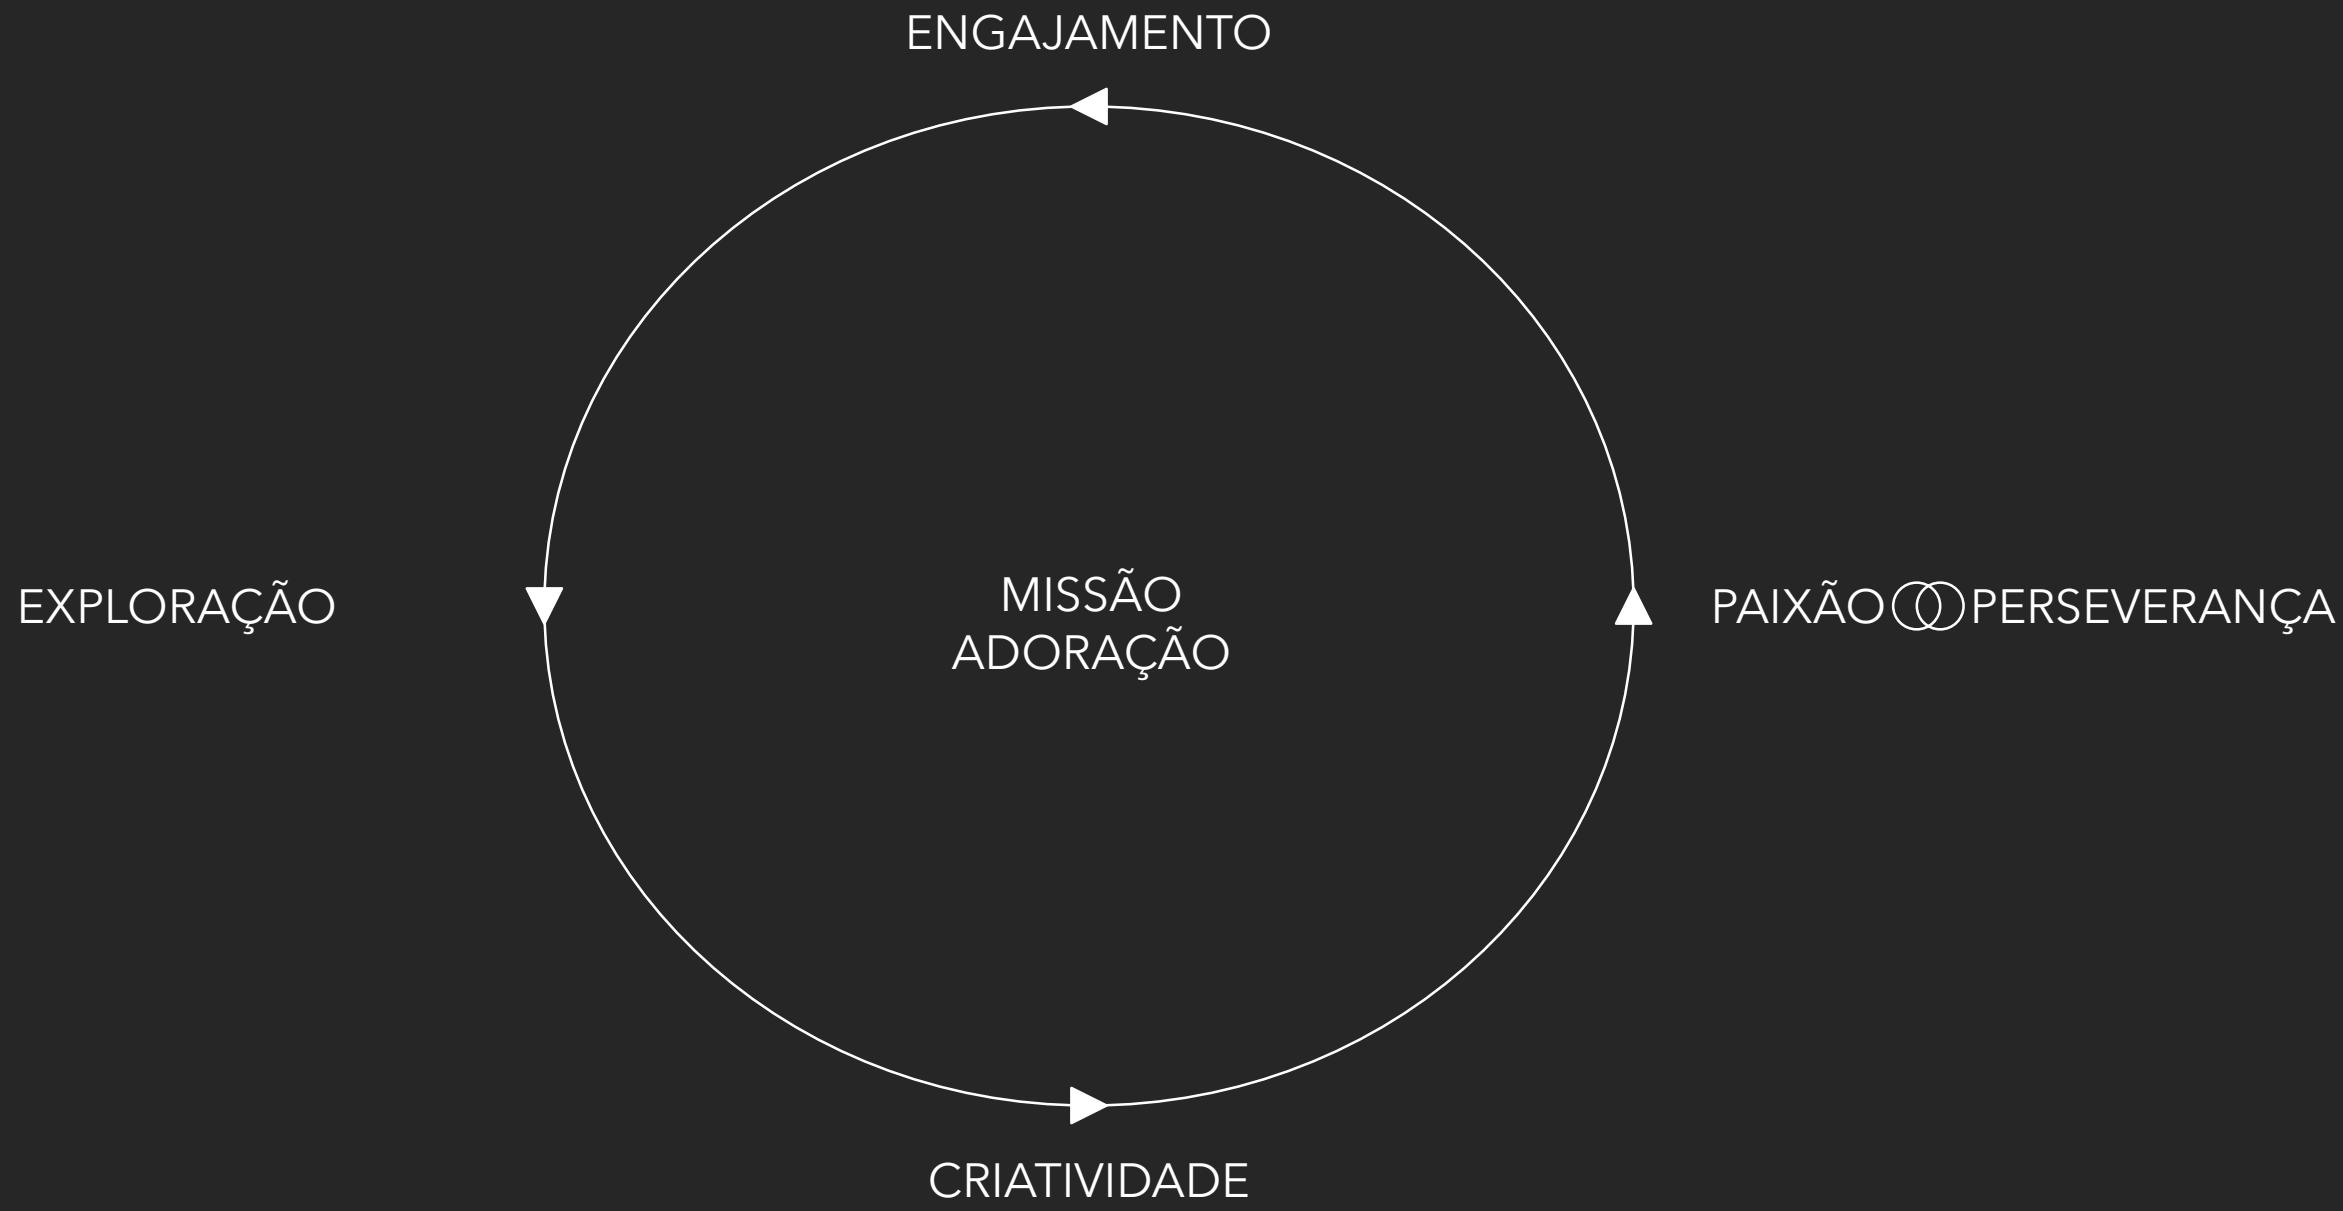 ENGAJAMENTO
EXPLORAÇÃO
MISSÃO
ADORAÇÃO
PAIXÃO PERSEVERANÇA
CRIATIVIDADE